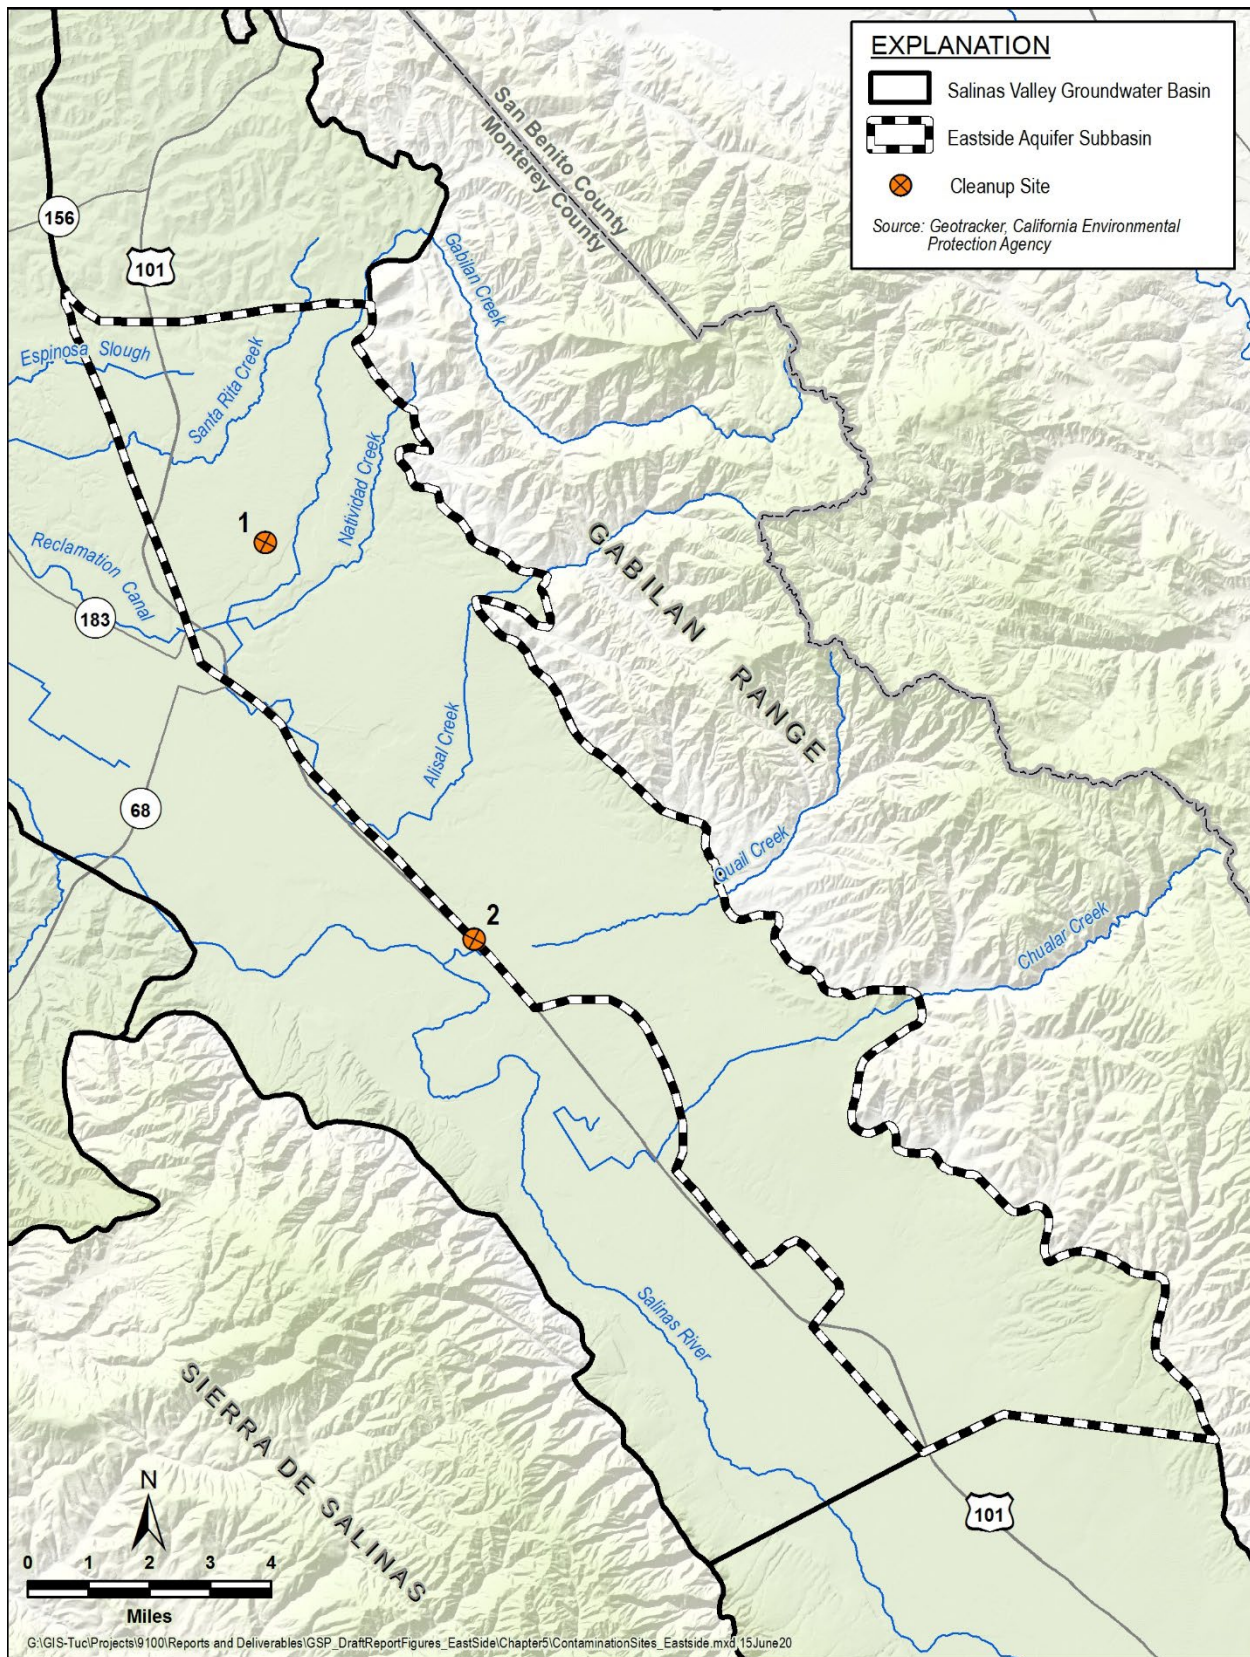 EXPLANATION
Salinas Valley Groundwater Basin
Eastside Aquifer Subbasin
Cleanup Site
Source: Geotracker, California Environmental
Protection Agency
San Benito County
Monterey County
156
101
Gabilan Creek
Espinosa Slough
Santa Rita Creek
Natividad Creek
1
Reclamation Canal
183
GABILAN RANGE
Alisal Creek
68
Quail Creek
2
Chualar Creek
Salinas River
SIERRA DE SALINAS
101
N
0 1 2 3 4
Miles
G:\GIS-Tuc\Projects\9100\Reports and Deliverables\GSP_DraftReportFigures_EastSide\Chapter5\ContaminationSites_Eastside.mxd 15June20